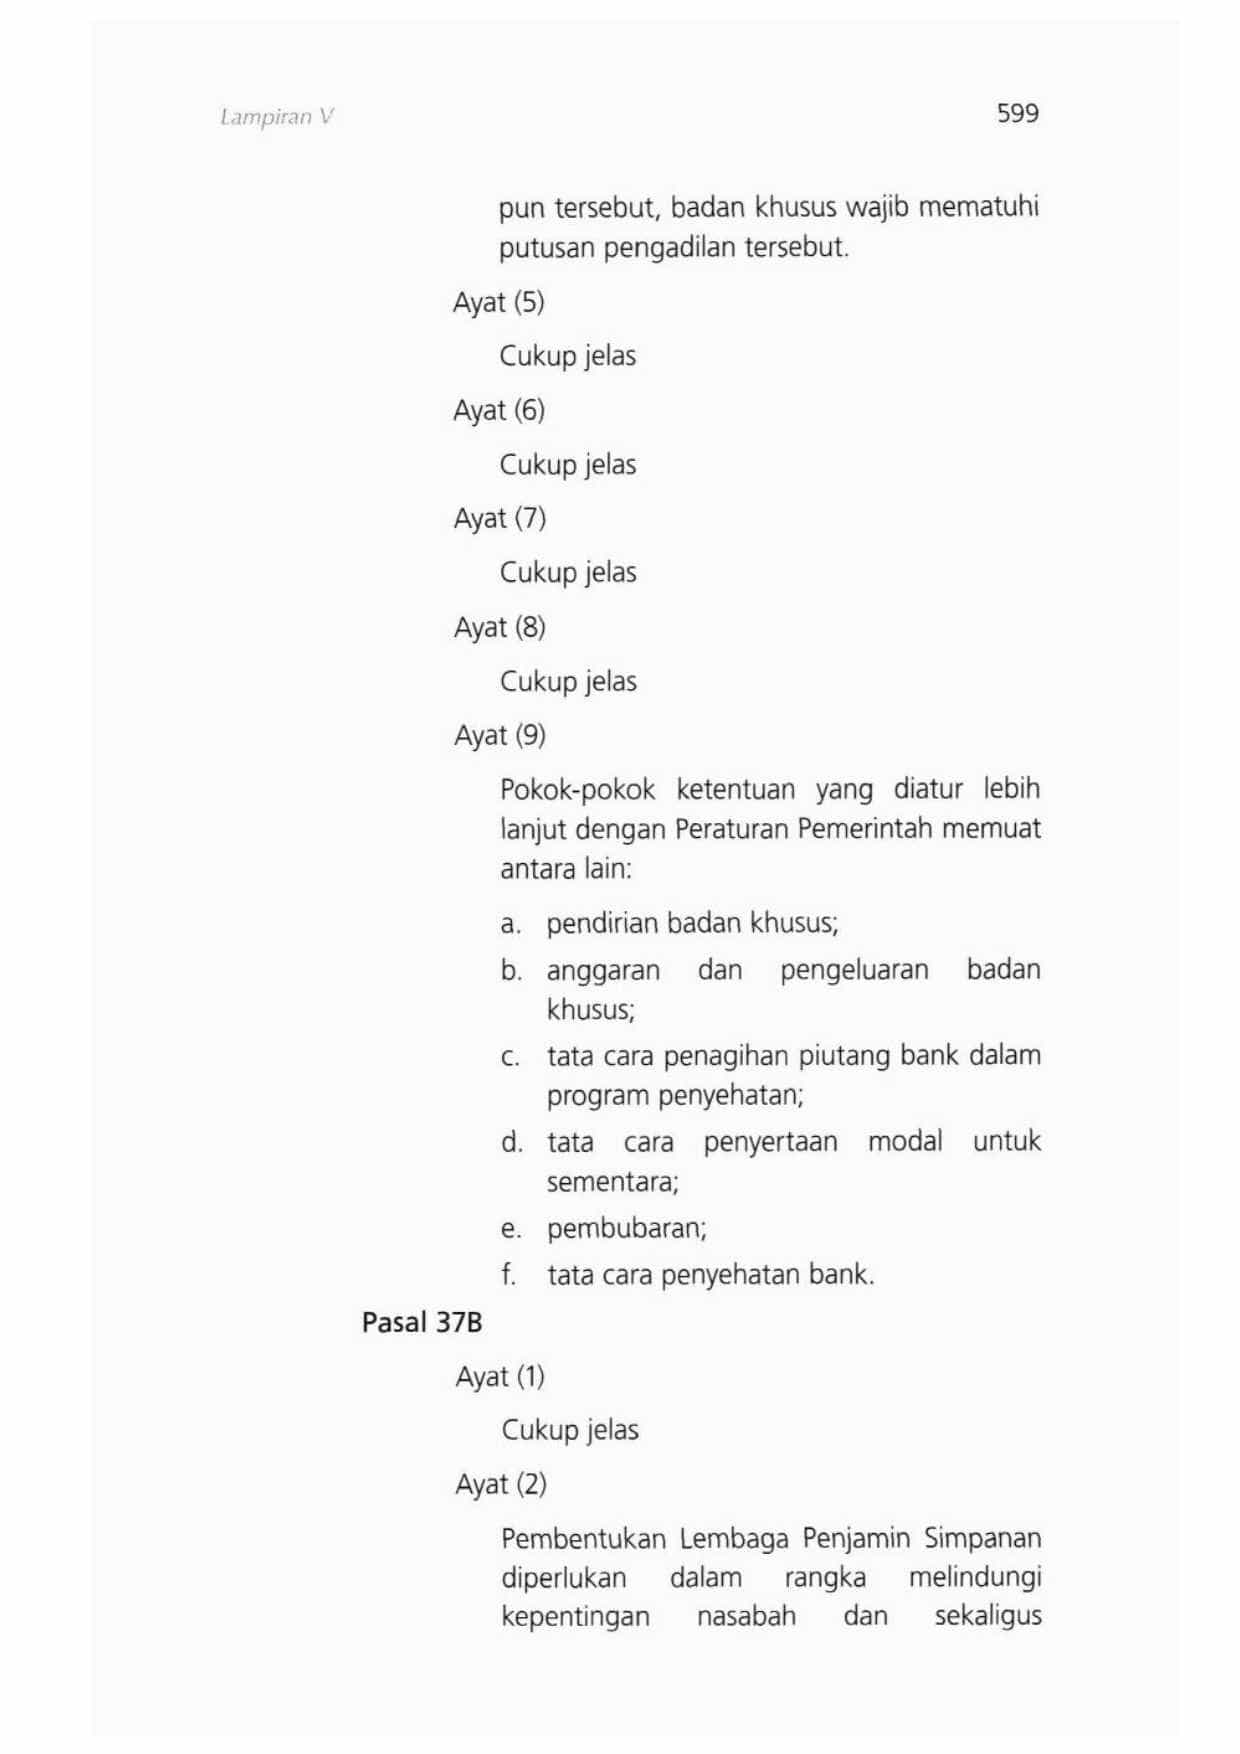 Lampiran V
599
pun tersebut, badan khusus wajib mematuhi
putusan pengadilan tersebut.
Ayat (5)
Cukup jelas
Ayat (6)
Cukup jelas
Ayat (7)
Cukup jelas
Ayat (8)
Cukup jelas
Ayat (9)
Pokok-pokok ketentuan yang diatur lebih
lanjut dengan Peraturan Pemerintah memuat
antara lain:
a. pendirian badan khusus;
b. anggaran dan pengeluaran badan
khusus;
c. tata cara penagihan piutang bank dalam
program penyehatan;
d. tata cara penyertaan modal untuk
sementara;
e. pembubaran;
f. tata cara penyehatan bank.
Pasal 37B
Ayat (1)
Cukup jelas
Ayat (2)
Pembentukan Lembaga Penjamin Simpanan
diperlukan dalam rangka melindungi
kepentingan nasabah dan sekaligus